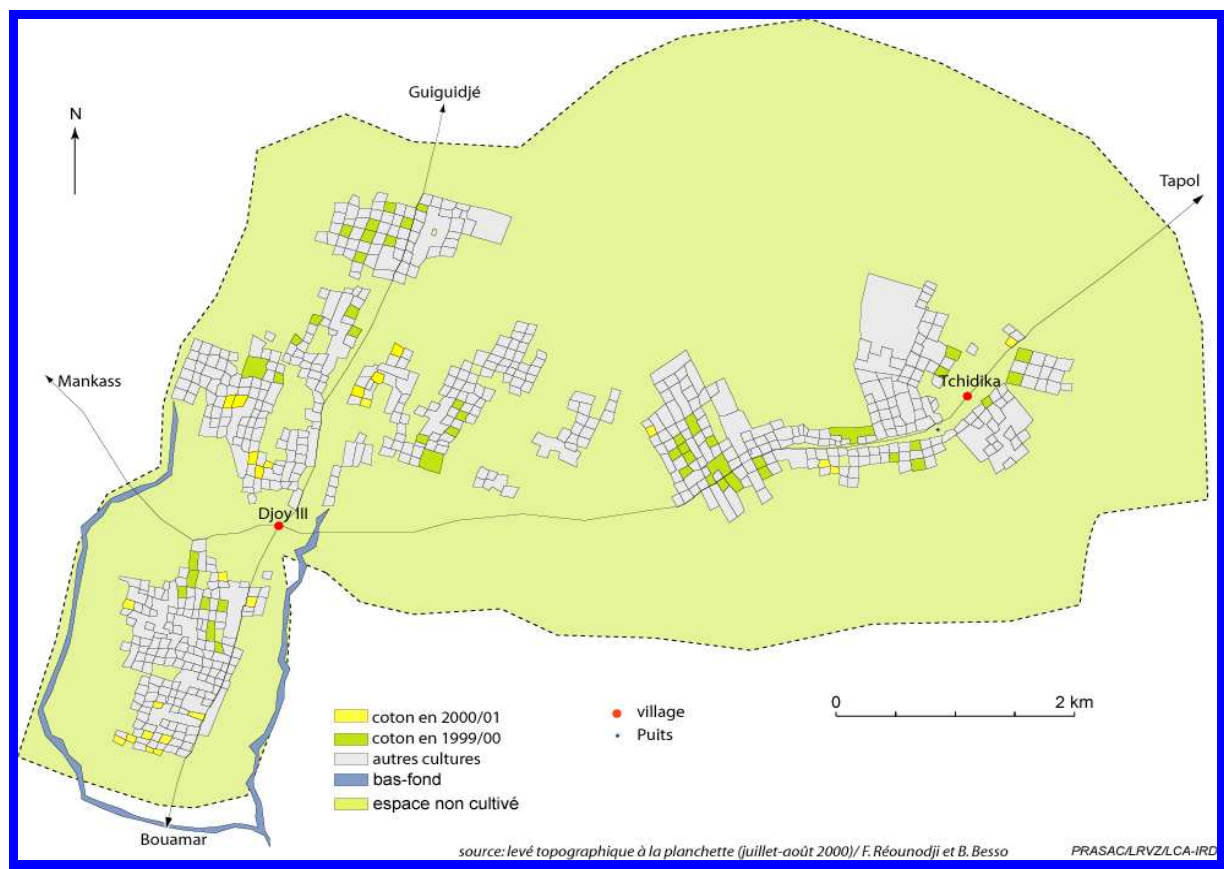 Guiguidjé
N
Tapol
Mankass
Tchidika
Djoy III
coton en 2000/01
coton en 1999/00
autres cultures
bas-fond
espace non cultivé
village
Puits
0 2 km
Bouamar
source: levé topographique à la planchette (juillet-août 2000)/ F. Réounodji et B. Besso
PRASAC/LRVZ/LCA-IRD